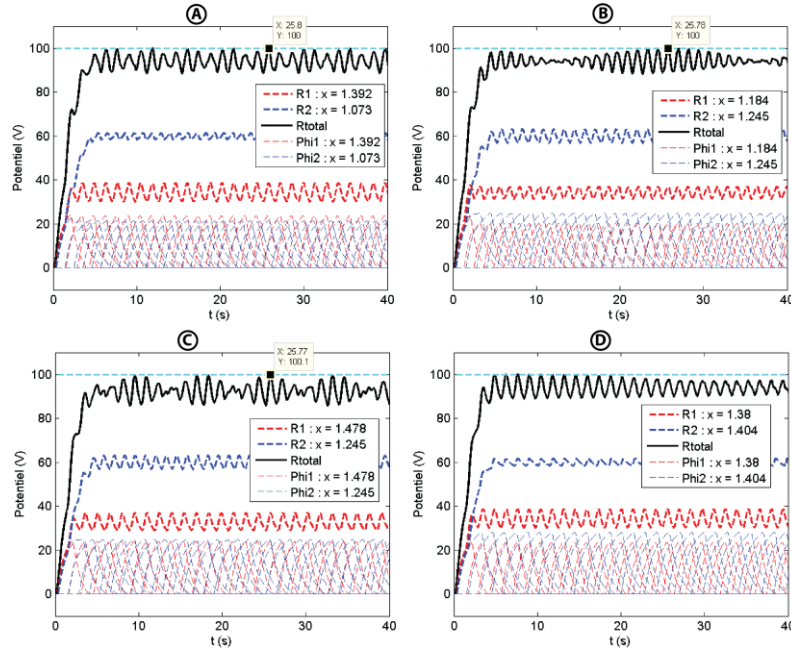 A
X: 25.8
Y: 100
Potentiel (V)
100
80
60
40
20
0
R1 : x = 1.392
R2 : x = 1.073
Rtotal
Phi1 : x = 1.392
Phi2 : x = 1.073
0 10 20 30 40
t (s)
B
X: 25.78
Y: 100
Potentiel (V)
100
80
60
40
20
0
R1 : x = 1.184
R2 : x = 1.245
Rtotal
Phi1 : x = 1.184
Phi2 : x = 1.245
0 10 20 30 40
t (s)
C
X: 25.77
Y: 100.1
Potentiel (V)
100
80
60
40
20
0
R1 : x = 1.478
R2 : x = 1.245
Rtotal
Phi1 : x = 1.478
Phi2 : x = 1.245
0 10 20 30 40
t (s)
D
Potentiel (V)
100
80
60
40
20
0
R1 : x = 1.38
R2 : x = 1.404
Rtotal
Phi1 : x = 1.38
Phi2 : x = 1.404
0 10 20 30 40
t (s)